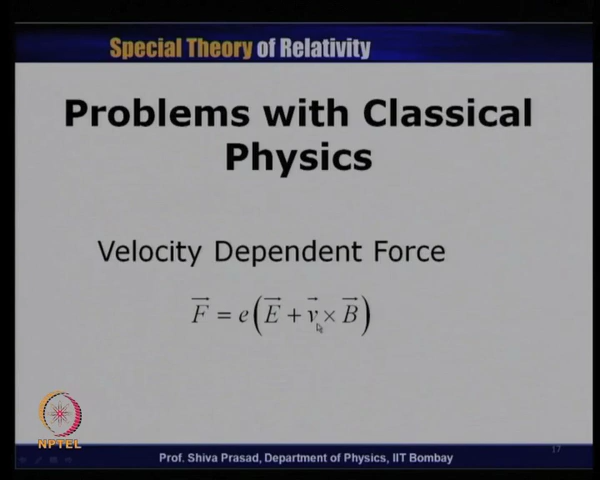 Special Theory of Relativity
Problems with Classical
Physics
Velocity Dependent Force
F⃗ = e(E⃗ + v⃗ × B⃗)
NPTEL
Prof. Shiva Prasad, Department of Physics, IIT Bombay
17